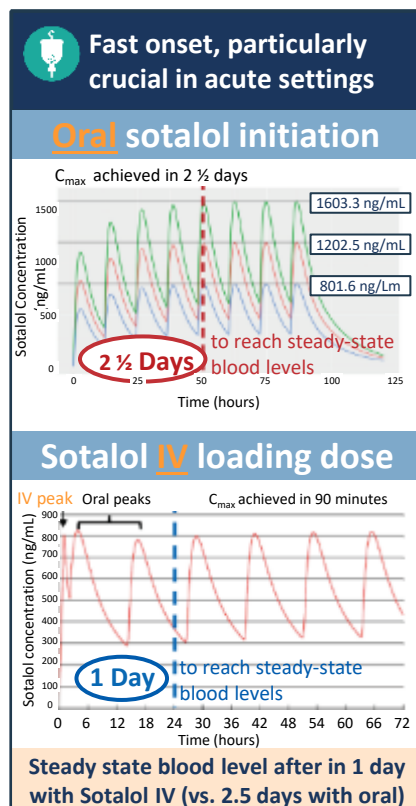 Fast onset, particularly
crucial in acute settings
Oral sotalol initiation
Cmax achieved in 2 ½ days
1500
1000
500
0
Sotalol Concentration
'ng/mL)
1603.3 ng/mL
1202.5 ng/mL
801.6 ng/Lm
2 ½ Days
to reach steady-state
blood levels
0 25 50 75 100 125
Time (hours)
Sotalol IV loading dose
IV peak
Oral peaks
Cmax achieved in 90 minutes
900
800
700
600
500
400
300
200
100
0
Sotalol concentration (ng/mL)
1 Day
to reach steady-state
blood levels
0 6 12 18 24 30 36 42 48 54 60 66 72
Time (hours)
Steady state blood level after in 1 day
with Sotalol IV (vs. 2.5 days with oral)